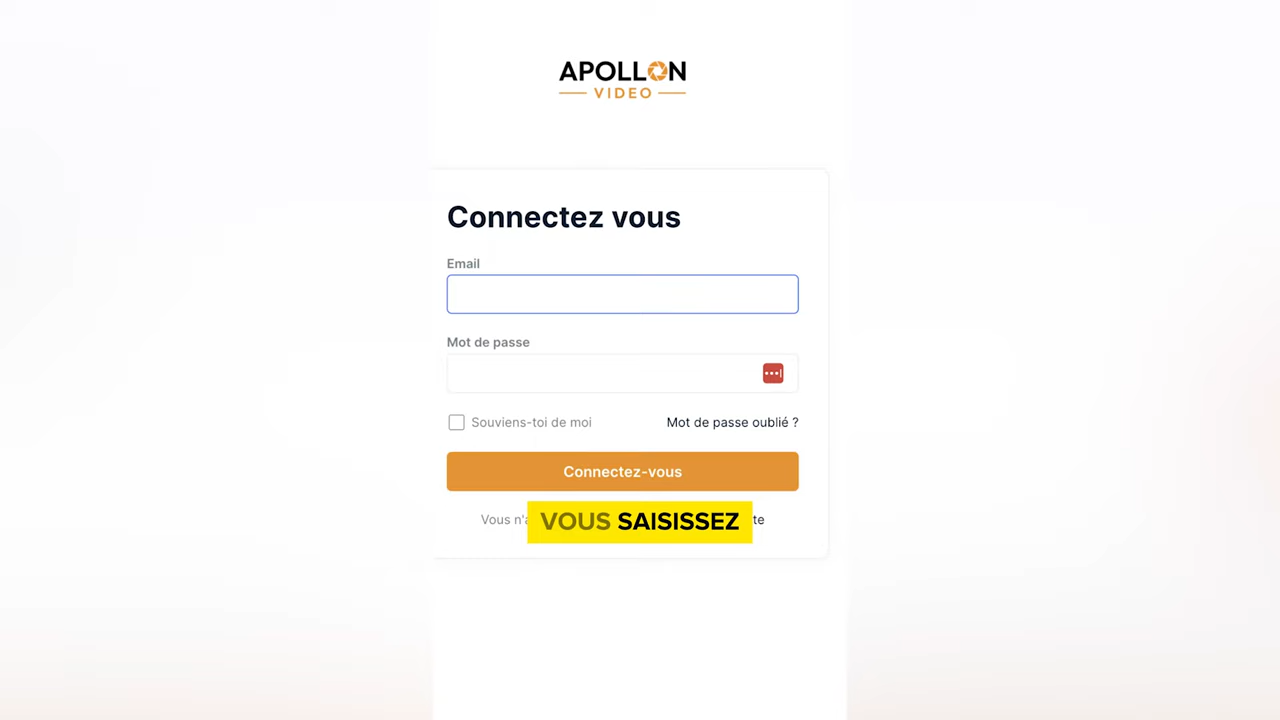 APOLLON
VIDEO
Connectez vous
Email
Mot de passe
Souviens-toi de moi
Mot de passe oublié ?
Connectez-vous
Vous
VOUS SAISISSEZ